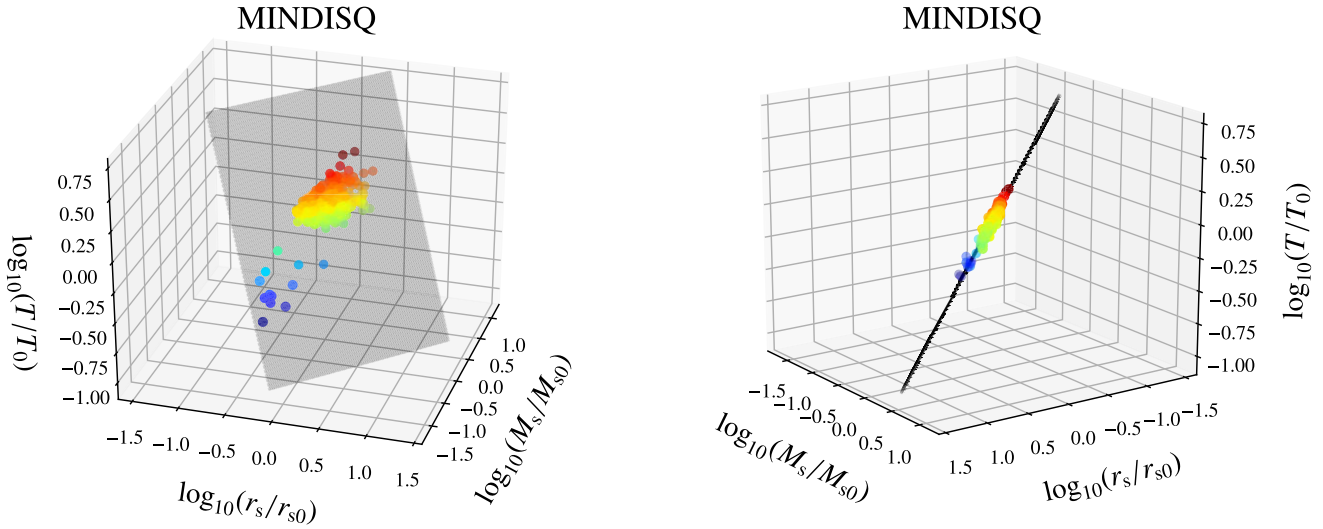 MINDISQ
0.75
0.50
0.25
0.00
−0.25
−0.50
−0.75
−1.00
log₁₀(T/T₀)
−1.5 −1.0 −0.5 0.0 0.5 1.0 1.5
log₁₀(rₛ/rₛ₀)
1.0
0.5
0.0
−0.5
−1.0
−1.5
log₁₀(Mₛ/Mₛ₀)
MINDISQ
0.75
0.50
0.25
0.00
−0.25
−0.50
−0.75
−1.00
log₁₀(T/T₀)
−1.5 −1.0 −0.5 0.0 0.5 1.0
log₁₀(Mₛ/Mₛ₀)
1.5 1.0 0.5 0.0 −0.5 −1.0 −1.5
log₁₀(rₛ/rₛ₀)